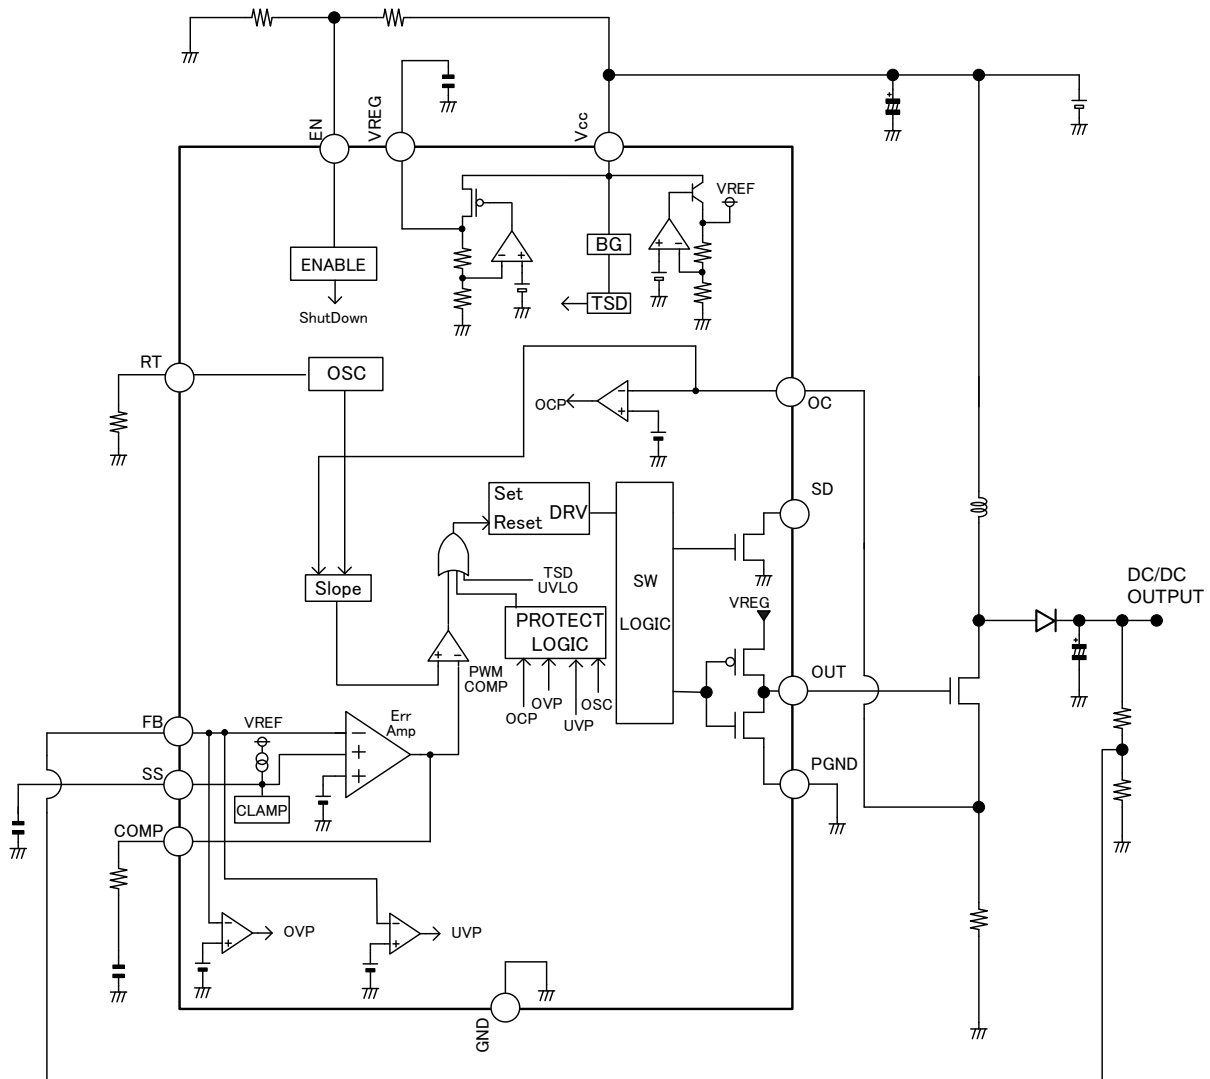 EN
VREG
Vcc
VREF
ENABLE
BG
− +
+ −
ShutDown
TSD
RT
OSC
OCP
−
+
OC
SD
Set
Reset
DRV
TSD
UVLO
SW
LOGIC
Slope
VREG
DC/DC
OUTPUT
PROTECT
LOGIC
+ −
PWM
COMP
OCP
OVP
UVP
OSC
OUT
FB
VREF
Err
Amp
−
+
+
SS
CLAMP
PGND
COMP
−
+
OVP
−
+
UVP
GND
+
+